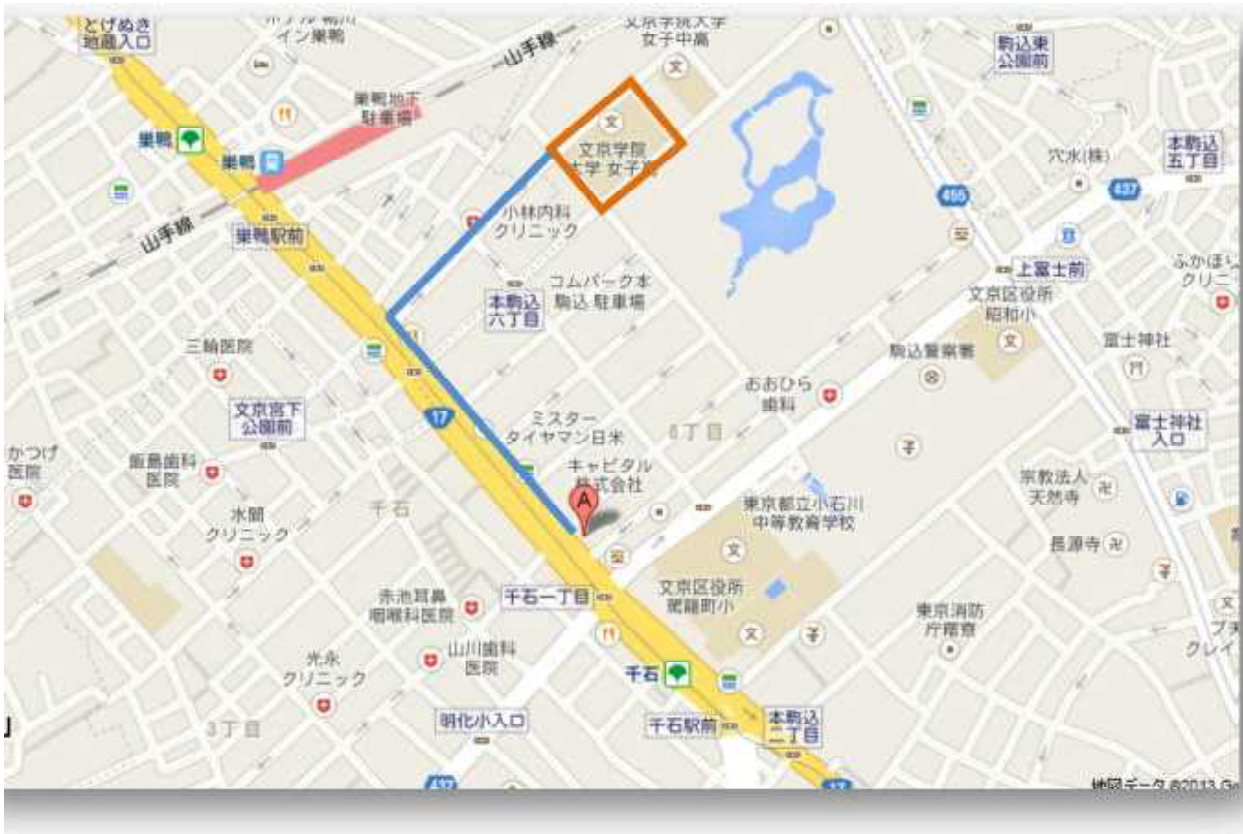 とげぬき
地蔵入口
イン巣鴨
文京学院大学
女子中高
駒込東
公園前
山手線
巣鴨地下
駐車場
巣鴨
巣鴨
文京学院
大学 女子高
穴水(株)
本駒込
五丁目
455
437
小林内科
クリニック
山手線
巣鴨駅前
上富士前
ふかほり
クリニ
コムパーク本
駒込 駐車場
本駒込
六丁目
文京区役所
昭和小
三輪医院
駒込警察署
富士神社
おおひら
歯科
文京宮下
公園前
17
ミスター
タイヤマン日米
6丁目
富士神社
入口
かつげ
医院
飯島歯科
医院
キャピタル
株式会社
A
宗教法人
天然寺
東京都立小石川
中等教育学校
千石
水間
クリニック
長源寺
赤池耳鼻
咽喉科医院
千石一丁目
文京区役所
駕籠町小
東京消防
庁階寮
山川歯科
医院
光永
クリニック
千石
3丁目
明化小入口
千石駅前
本駒込
二丁目
437
17
地図データ ©2013 Go